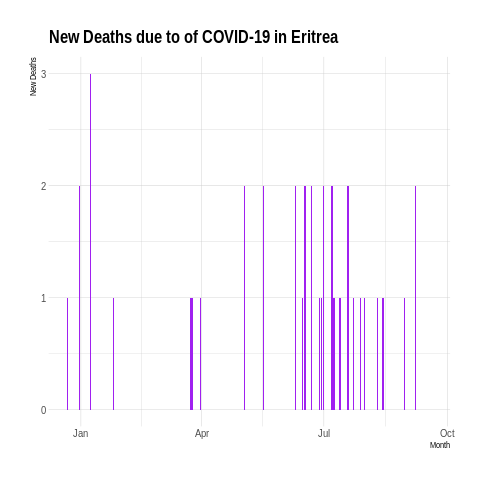 New Deaths due to of COVID-19 in Eritrea
New Deaths
3
2
1
0
Jan Apr Jul Oct
Month